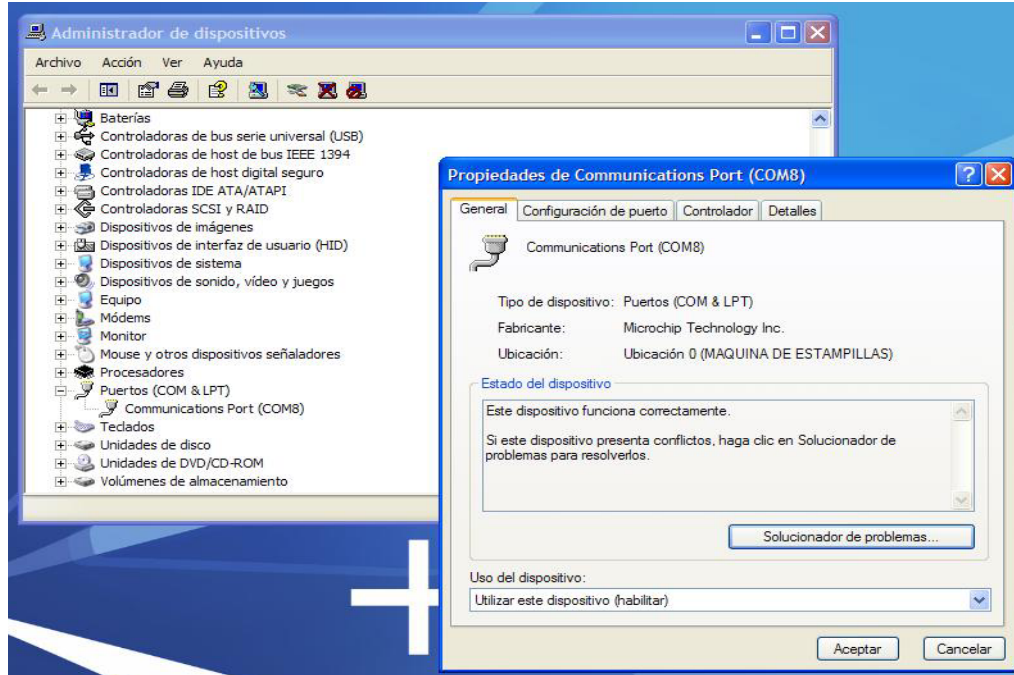 Administrador de dispositivos
Archivo Acción Ver Ayuda
Baterías
Controladoras de bus serie universal (USB)
Controladoras de host de bus IEEE 1394
Controladoras de host digital seguro
Controladoras IDE ATA/ATAPI
Controladoras SCSI y RAID
Dispositivos de imágenes
Dispositivos de interfaz de usuario (HID)
Dispositivos de sistema
Dispositivos de sonido, vídeo y juegos
Equipo
Módems
Monitor
Mouse y otros dispositivos señaladores
Procesadores
Puertos (COM & LPT)
Communications Port (COM8)
Teclados
Unidades de disco
Unidades de DVD/CD-ROM
Volúmenes de almacenamiento
Propiedades de Communications Port (COM8)
General Configuración de puerto Controlador Detalles
Communications Port (COM8)
Tipo de dispositivo: Puertos (COM & LPT)
Fabricante: Microchip Technology Inc.
Ubicación: Ubicación 0 (MAQUINA DE ESTAMPILLAS)
Estado del dispositivo
Este dispositivo funciona correctamente.
Si este dispositivo presenta conflictos, haga clic en Solucionador de
problemas para resolverlos.
Solucionador de problemas...
Uso del dispositivo:
Utilizar este dispositivo (habilitar)
Aceptar Cancelar